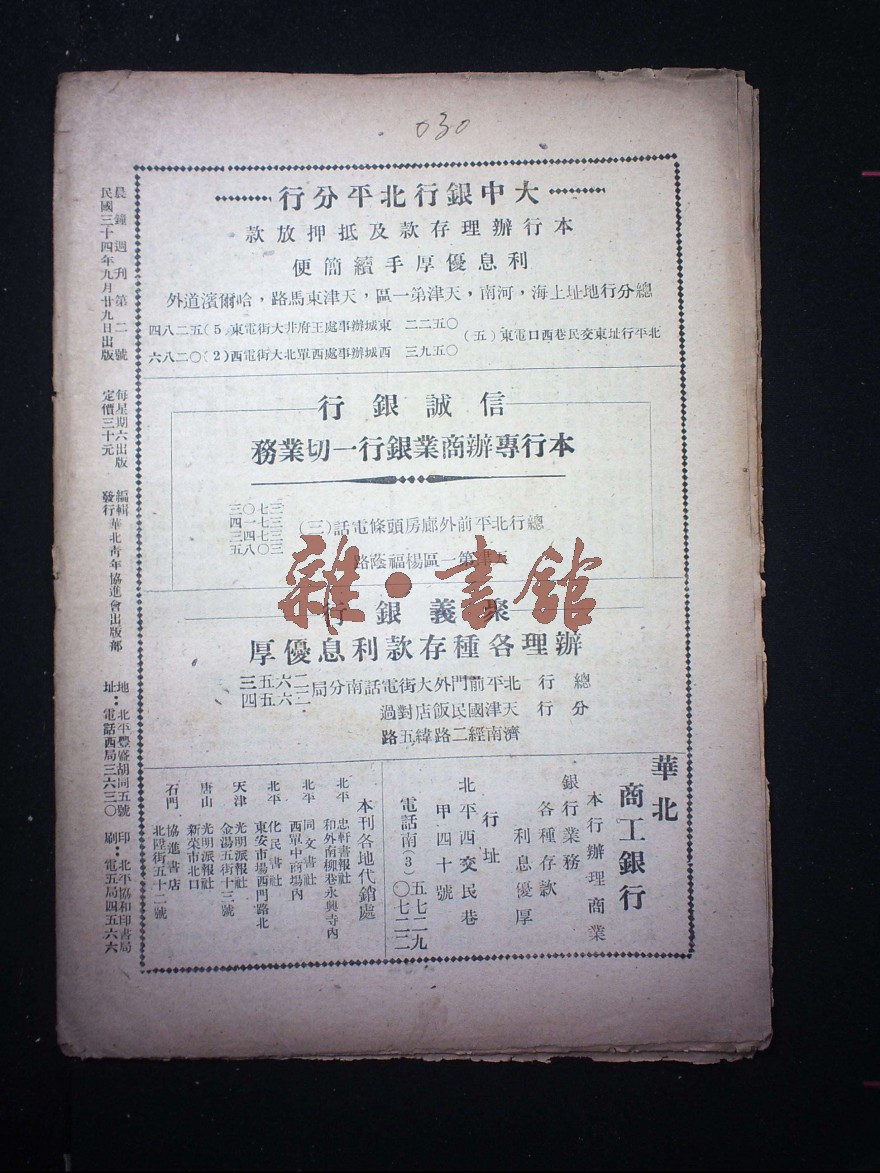 030
大中銀行北平分行
本行辦理存款及抵押放款
利息優厚手續簡便
總分行地址上海，河南，天津第一區，天津東馬路，哈爾濱道外
北平行址東交民巷西口電東（五）
〇五二二
〇五九三
東城辦事處王府井大街電東（5）五二八四
西城辦事處西單北大街電西（2）〇二八六
信誠銀行
本行專辦商業銀行一切業務
總行北平前外廊房頭條電話（三）
三七〇三
三七一四
三七四三
三〇八五
第一區楊福蔭路
聚義銀行
辦理各種存款利息優厚
總行 北平前門外大街電話南分局
二六五三
三六五四
分行 天津國民飯店對過
濟南經二路緯五路
華北
商工銀行
本行辦理商業
銀行業務
各種存款
利息優厚
行址
北平西交民巷
甲四十號
電話南（3）
五七二九
〇七二二
本刊各地代銷處
北平 忠軒書報社
和外南柳巷永興寺內
北平 同文書社
西單中商場內
北平 化民書社
東安市場西門路北
天津 光明派報社
金湯五街十三號
唐山 光明派報社
新菜市北口
石門 協進書店
北陞街五十二號
晨鐘週刊第二號
民國三十四年九月廿九日出版
每星期六出版
定價三十元
編輯
發行
華北青年協進會出版部
地址：
北平豐盛胡同五號
電話西局三六三〇
印刷：
北平協和印書局
電五局四五六六
雜·書館